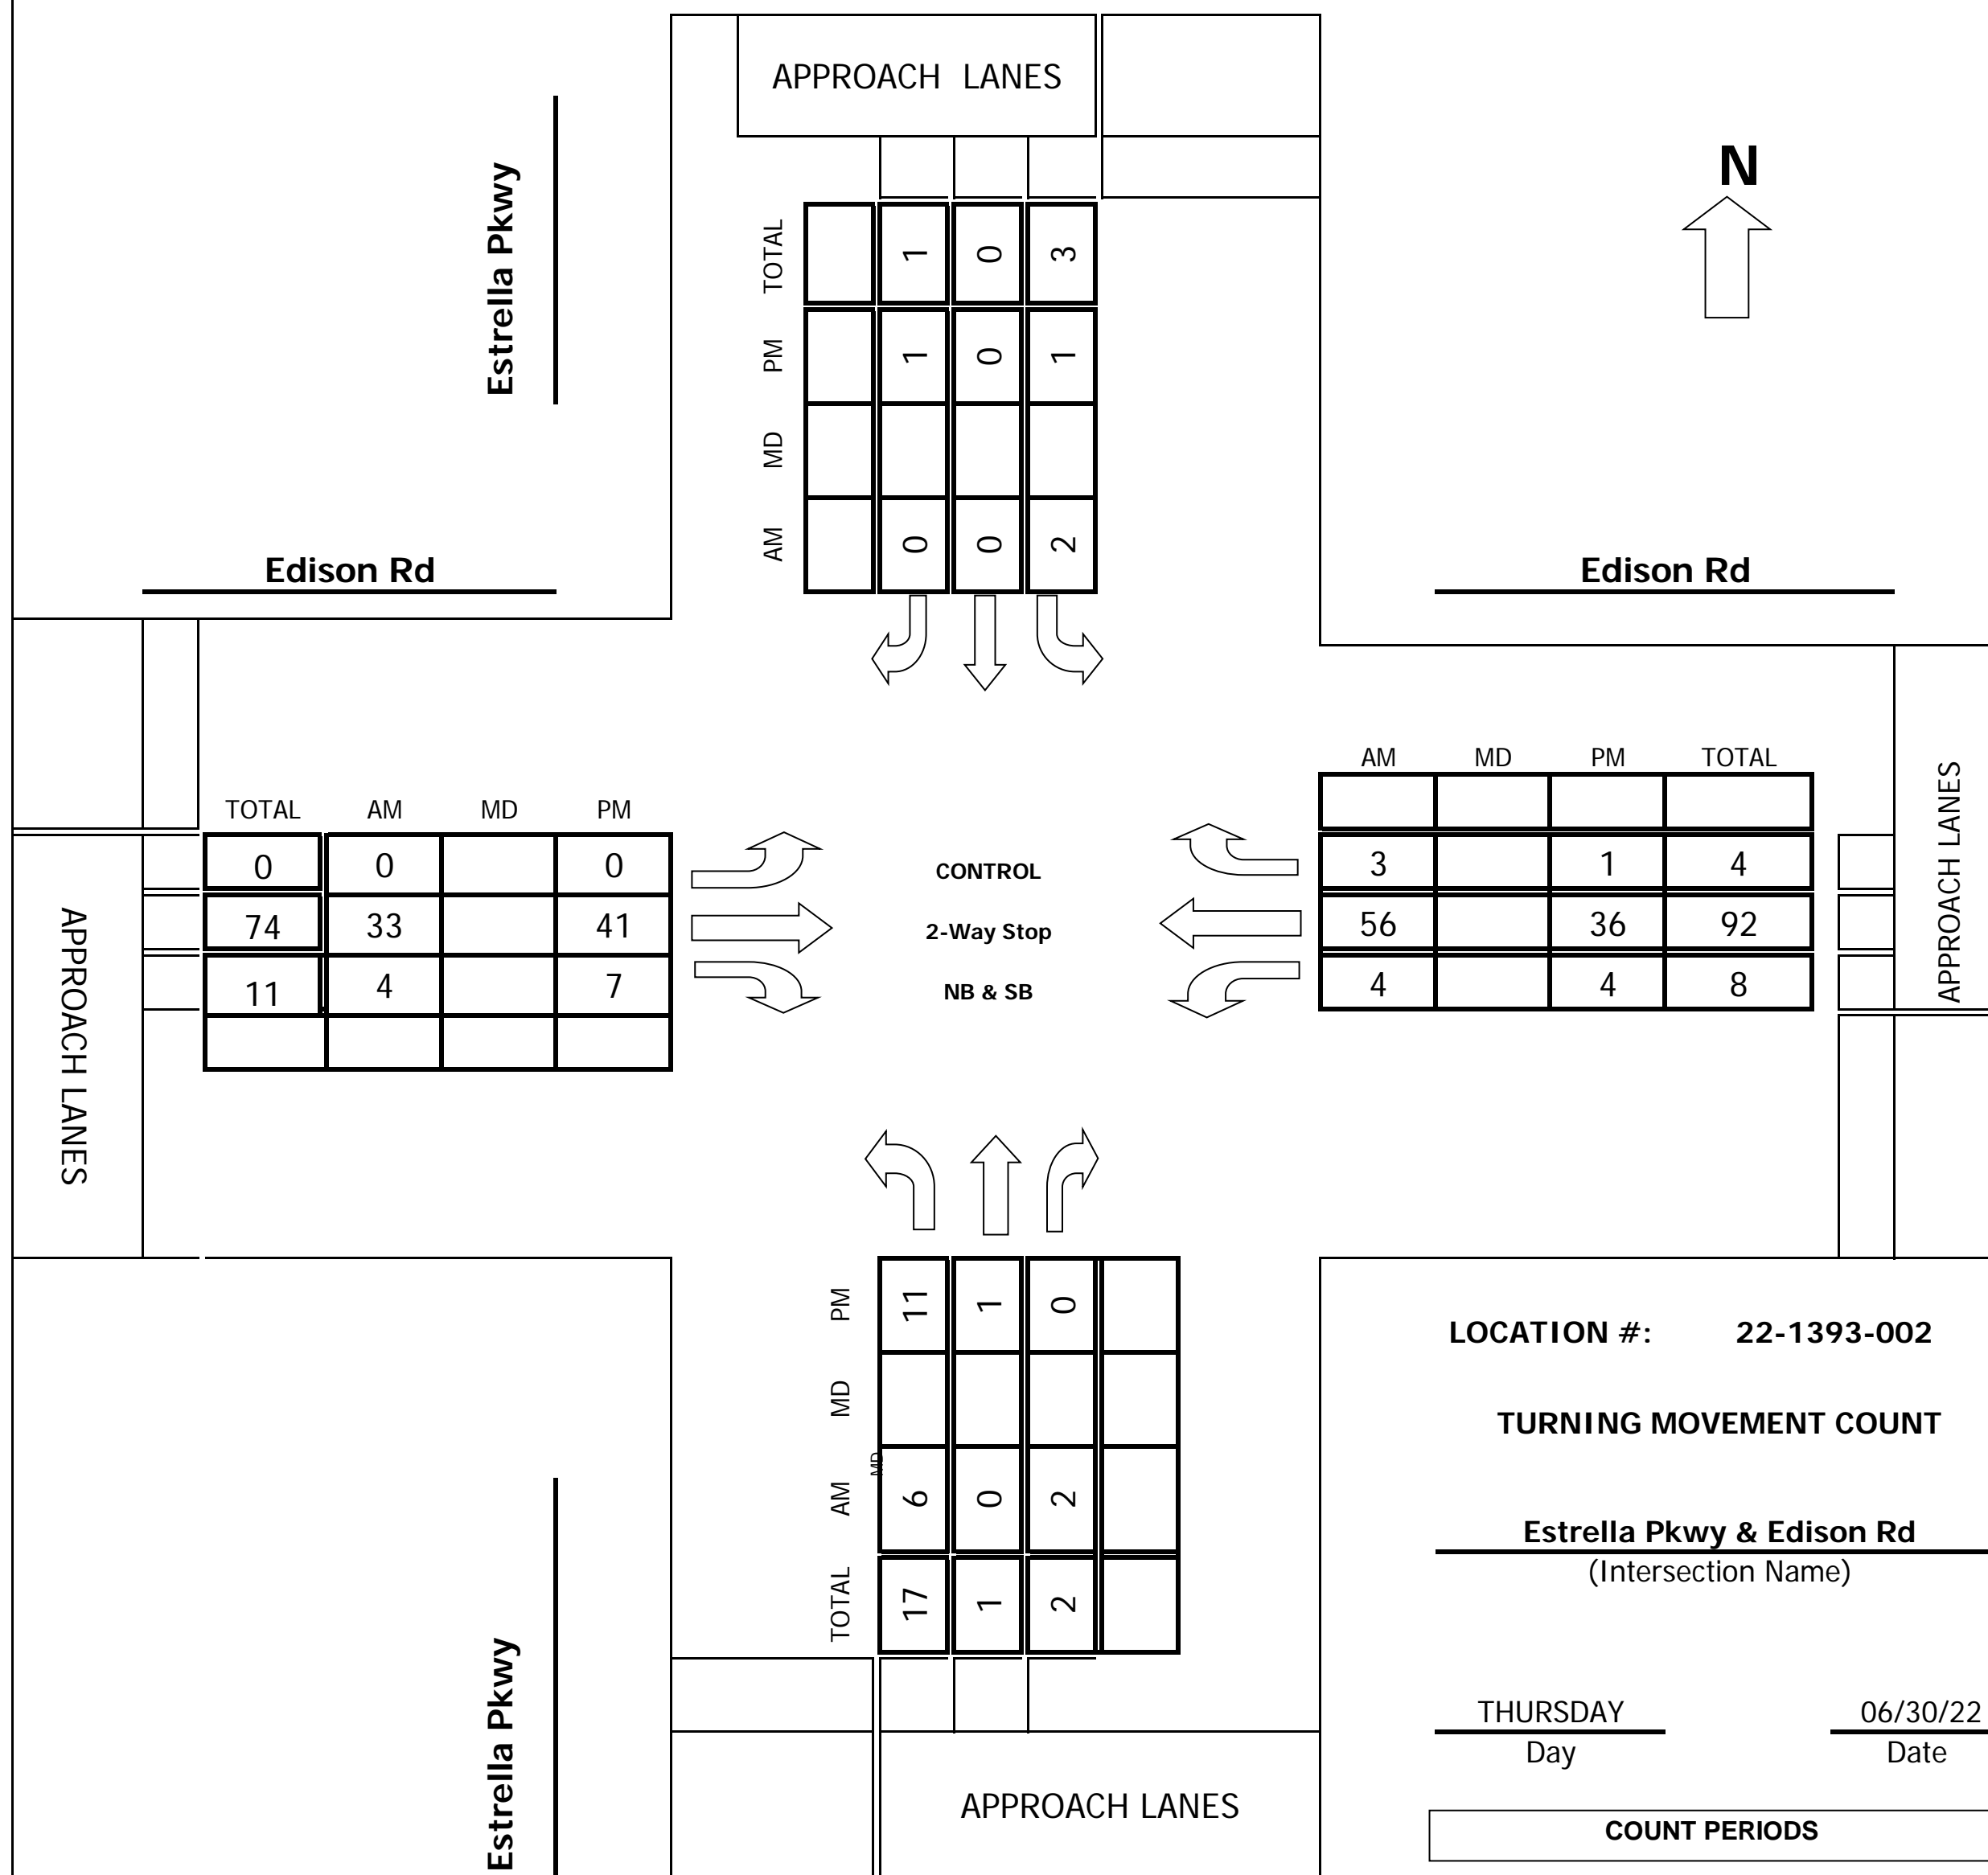 APPROACH LANES
Estrella Pkwy
N
TOTAL 1 0 3
PM 1 0 1
MD
AM 0 0 2
Edison Rd
Edison Rd
AM MD PM TOTAL
3 1 4
56 36 92
4 4 8
APPROACH LANES
TOTAL AM MD PM
0 0 0
74 33 41
11 4 7
APPROACH LANES
CONTROL
2-Way Stop
NB & SB
PM 11 1 0
MD
MD
AM 6 0 2
TOTAL 17 1 2
Estrella Pkwy
APPROACH LANES
LOCATION #: 22-1393-002
TURNING MOVEMENT COUNT
Estrella Pkwy & Edison Rd
(Intersection Name)
THURSDAY 06/30/22
Day Date
COUNT PERIODS